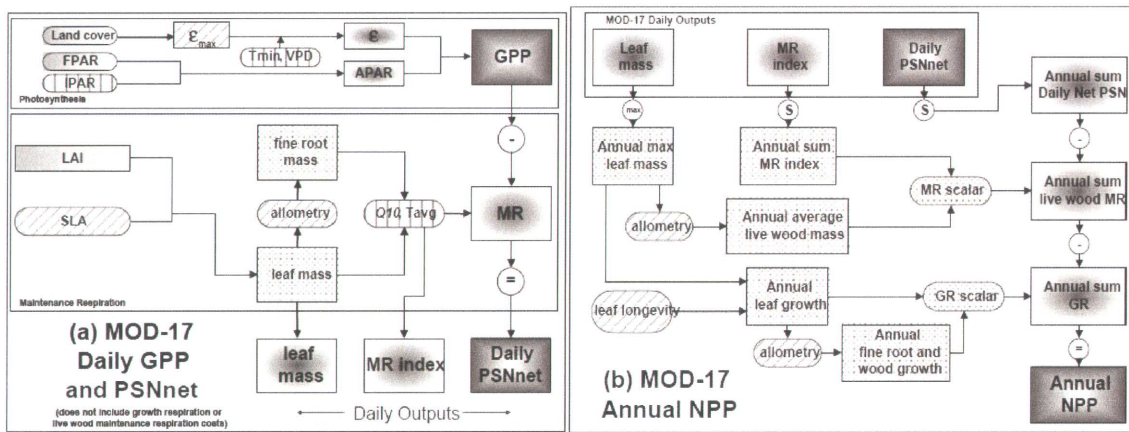 Land cover
εmax
Tmin, VPD
ε
FPAR
IPAR
APAR
GPP
Photosynthesis
-
LAI
SLA
fine root
mass
allometry
leaf mass
Q10, Tavg
MR
=
Maintenance Respiration
(a) MOD-17
Daily GPP
and PSNnet
(does not include growth respiration or
live wood maintenance respiration costs)
leaf
mass
MR index
Daily
PSNnet
Daily Outputs
MOD-17 Daily Outputs
Leaf
mass
MR
index
Daily
PSNnet
max
S
S
Annual sum
Daily Net PSN
-
Annual max
leaf mass
Annual sum
MR index
MR scalar
Annual sum
live wood MR
allometry
Annual average
live wood mass
-
leaf longevity
Annual
leaf growth
GR scalar
Annual sum
GR
allometry
Annual
fine root and
wood growth
=
(b) MOD-17
Annual NPP
Annual
NPP